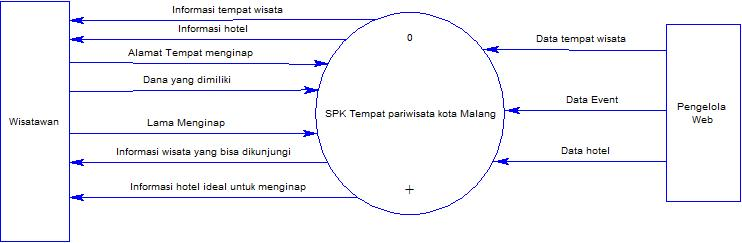 Informasi tempat wisata
Informasi hotel
Alamat Tempat menginap
Dana yang dimiliki
Wisatawan
Lama Menginap
Informasi wisata yang bisa dikunjungi
Informasi hotel ideal untuk menginap
0
SPK Tempat pariwisata kota Malang
+
Data tempat wisata
Data Event
Data hotel
Pengelola
Web